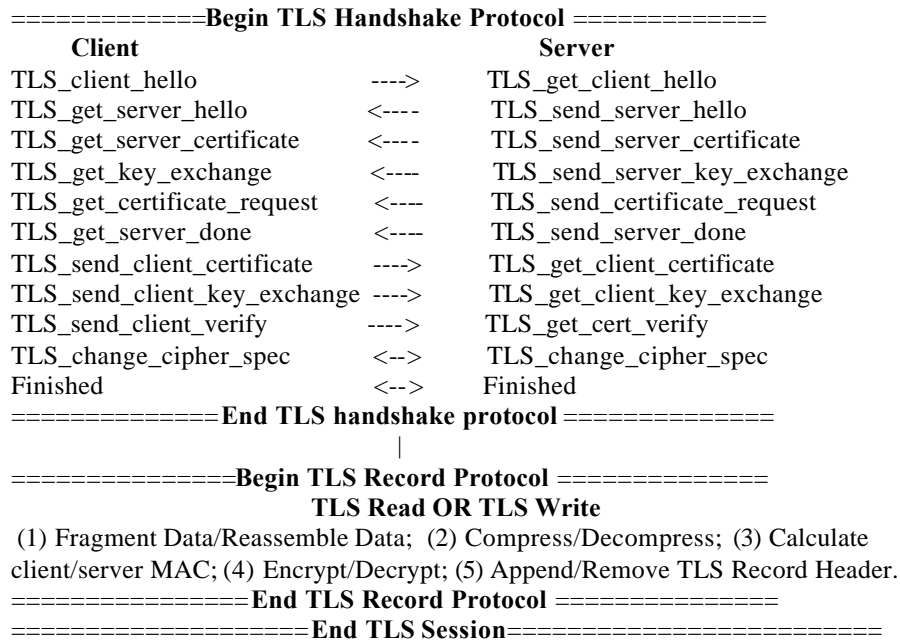 =============Begin TLS Handshake Protocol =============
Client Server
TLS_client_hello ----> TLS_get_client_hello
TLS_get_server_hello <---- TLS_send_server_hello
TLS_get_server_certificate <---- TLS_send_server_certificate
TLS_get_key_exchange <---- TLS_send_server_key_exchange
TLS_get_certificate_request <---- TLS_send_certificate_request
TLS_get_server_done <---- TLS_send_server_done
TLS_send_client_certificate ----> TLS_get_client_certificate
TLS_send_client_key_exchange ----> TLS_get_client_key_exchange
TLS_send_client_verify ----> TLS_get_cert_verify
TLS_change_cipher_spec <--> TLS_change_cipher_spec
Finished <--> Finished
==============End TLS handshake protocol ==============
|
===============Begin TLS Record Protocol ==============
TLS Read OR TLS Write
(1) Fragment Data/Reassemble Data; (2) Compress/Decompress; (3) Calculate
client/server MAC; (4) Encrypt/Decrypt; (5) Append/Remove TLS Record Header.
================End TLS Record Protocol ===============
====================End TLS Session=========================